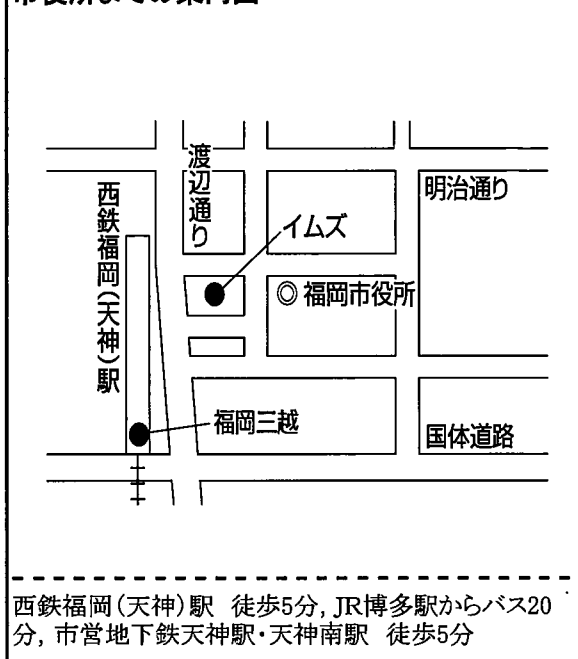 市役所までの案内図
渡辺通り
明治通り
西鉄福岡(天神)駅
イムズ
◎福岡市役所
福岡三越
国体道路
西鉄福岡(天神)駅 徒歩5分, JR博多駅からバス20
分, 市営地下鉄天神駅・天神南駅 徒歩5分